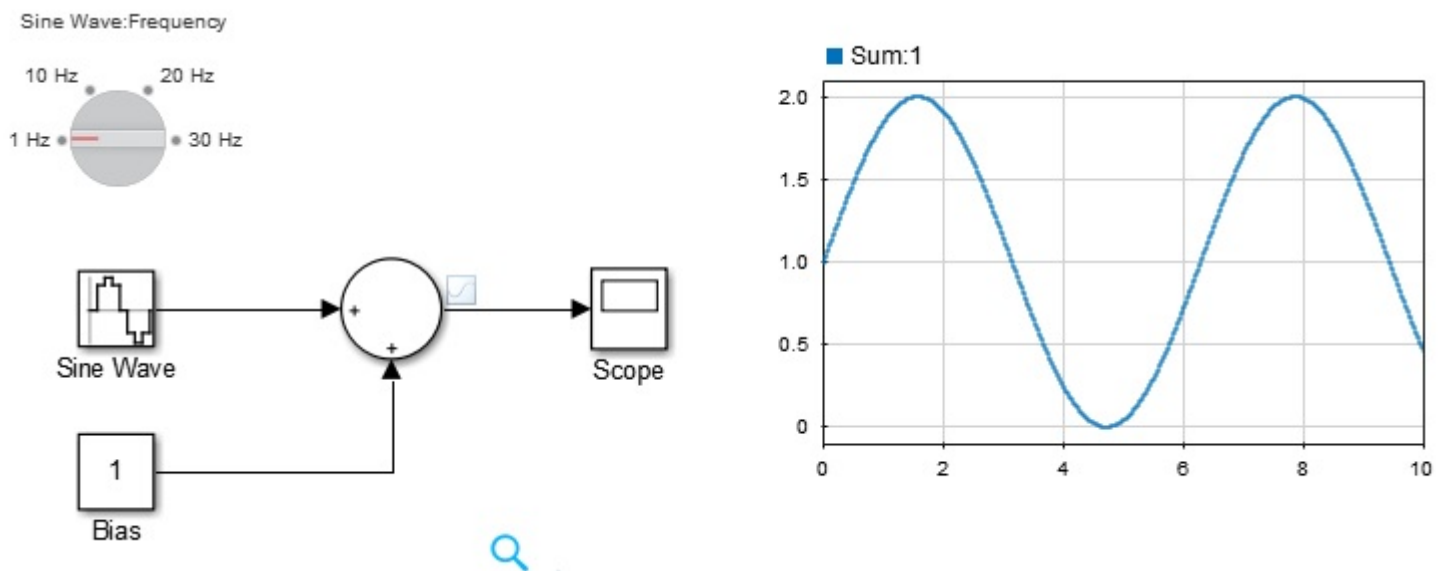 Sine Wave:Frequency
10 Hz 20 Hz
1 Hz 30 Hz
Sine Wave
+
+
Scope
1
Bias
Sum:1
2.0
1.5
1.0
0.5
0
0 2 4 6 8 10